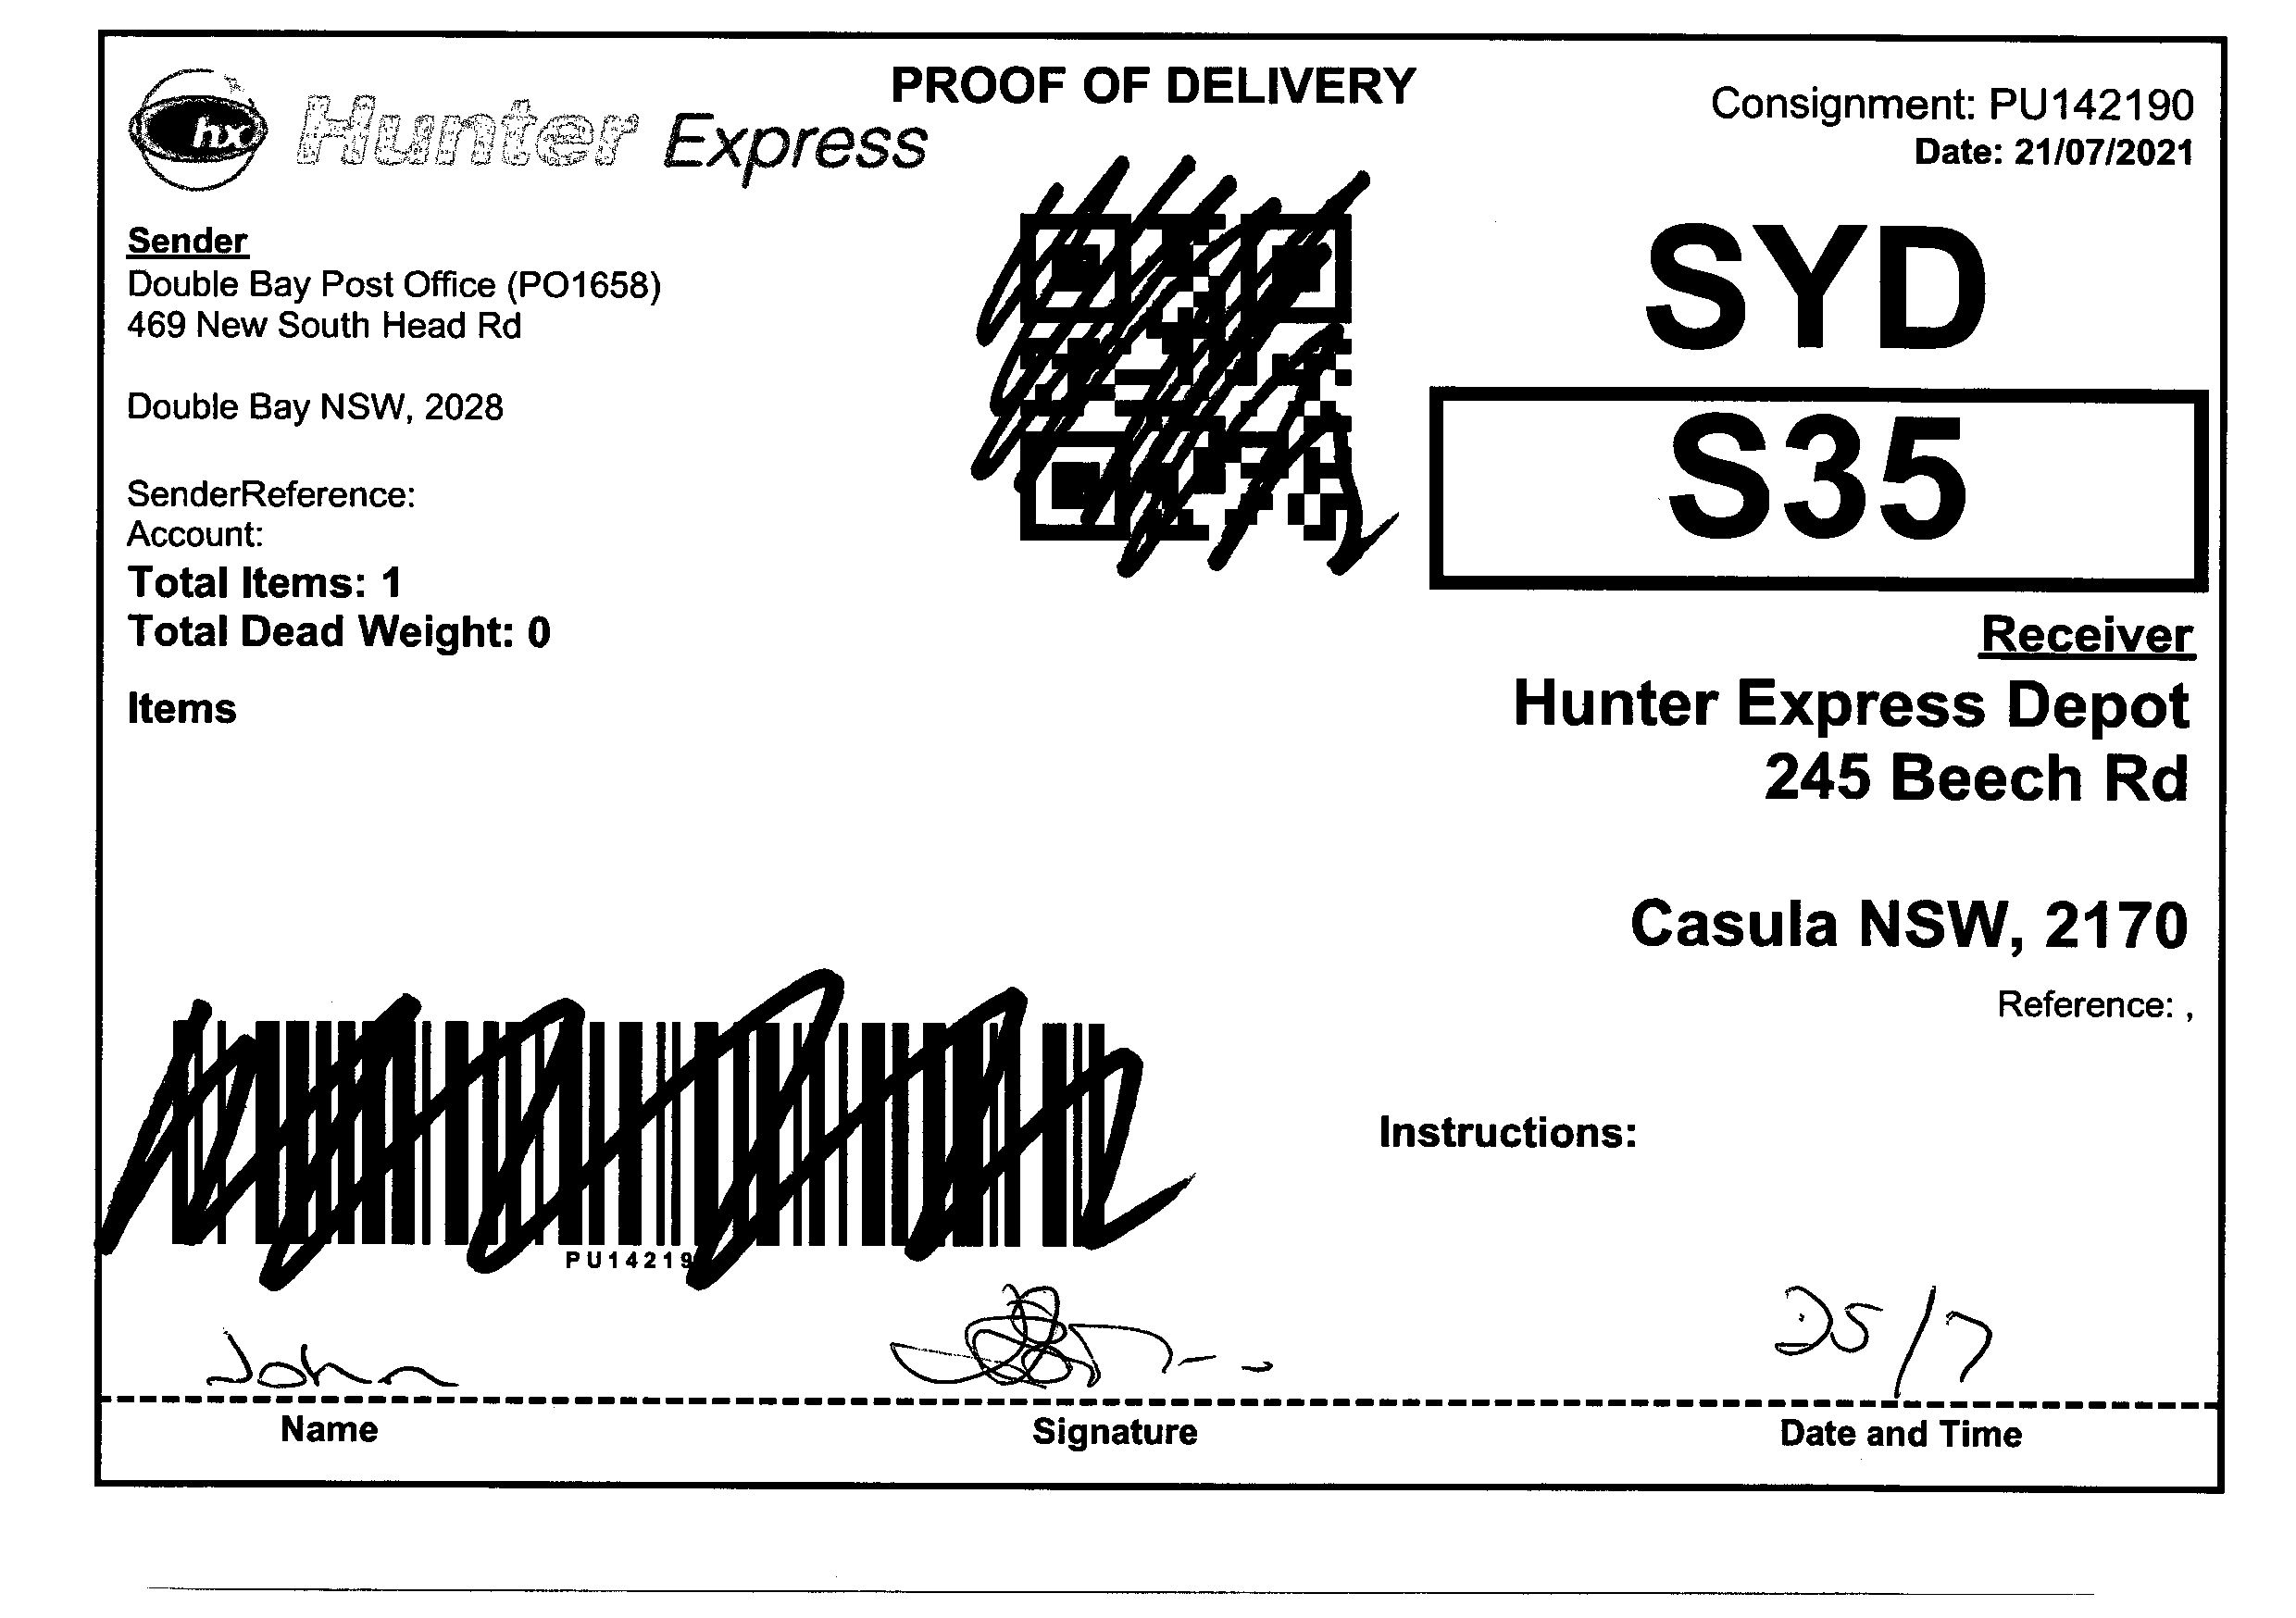 PROOF OF DELIVERY
hx Hunter Express
Consignment: PU142190
Date: 21/07/2021
Sender
Double Bay Post Office (PO1658)
469 New South Head Rd
Double Bay NSW, 2028
SenderReference:
Account:
Total Items: 1
Total Dead Weight: 0
Items
SYD
S35
Receiver
Hunter Express Depot
245 Beech Rd
Casula NSW, 2170
Reference: ,
Instructions:
PU14219
John
25/7
Name
Signature
Date and Time